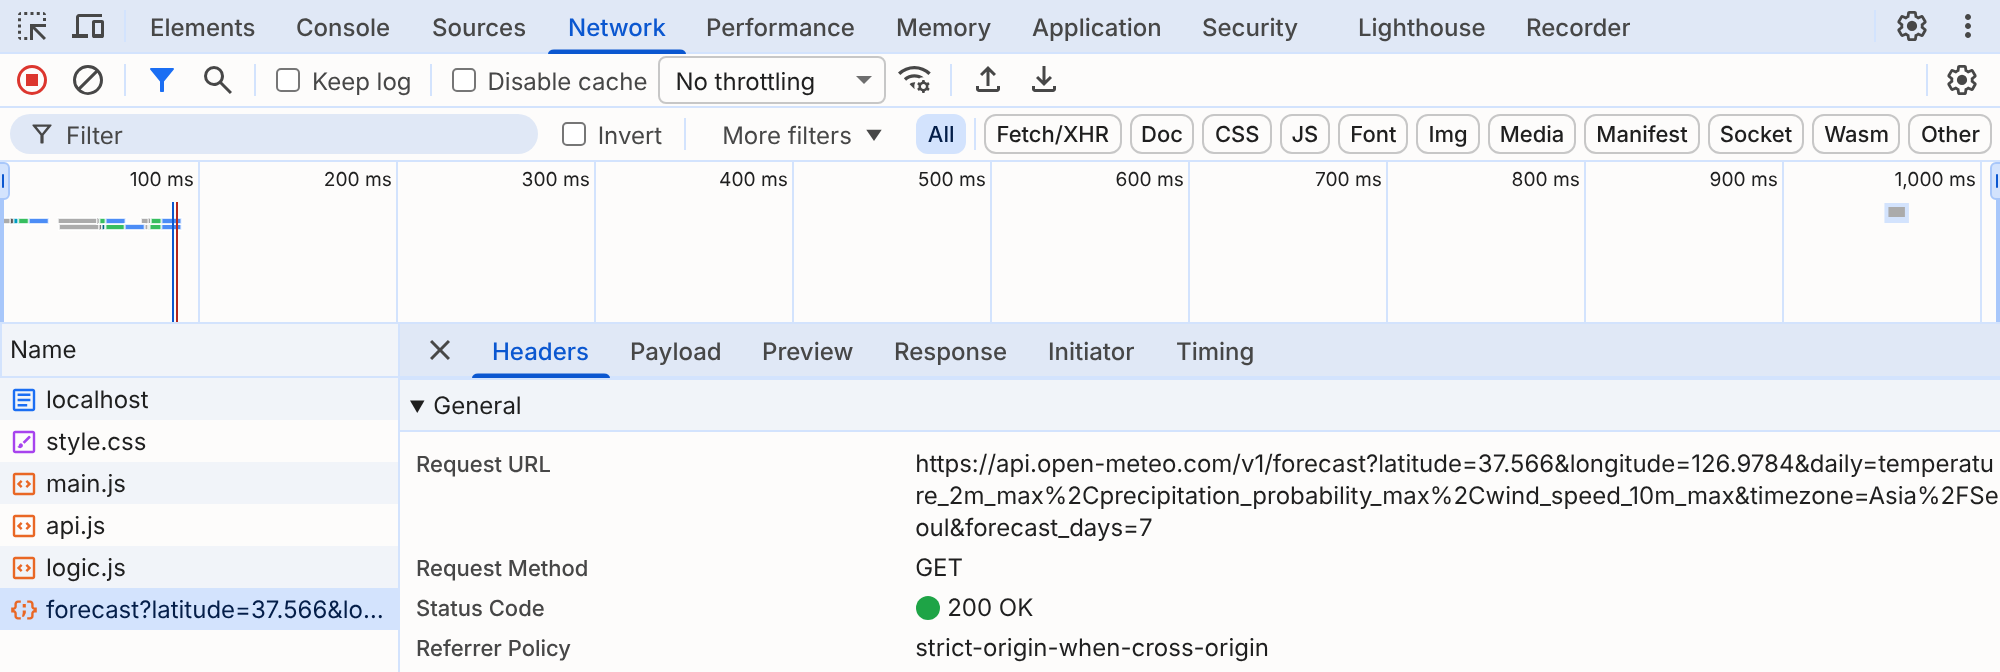 Elements Console Sources Network Performance Memory Application Security Lighthouse Recorder
Keep log Disable cache No throttling
Filter Invert More filters All Fetch/XHR Doc CSS JS Font Img Media Manifest Socket Wasm Other
100 ms 200 ms 300 ms 400 ms 500 ms 600 ms 700 ms 800 ms 900 ms 1,000 ms
Name
localhost
style.css
main.js
api.js
logic.js
forecast?latitude=37.566&lo...
Headers Payload Preview Response Initiator Timing
General
Request URL
https://api.open-meteo.com/v1/forecast?latitude=37.566&longitude=126.9784&daily=temperatu
re_2m_max%2Cprecipitation_probability_max%2Cwind_speed_10m_max&timezone=Asia%2FSe
oul&forecast_days=7
Request Method GET
Status Code 200 OK
Referrer Policy strict-origin-when-cross-origin